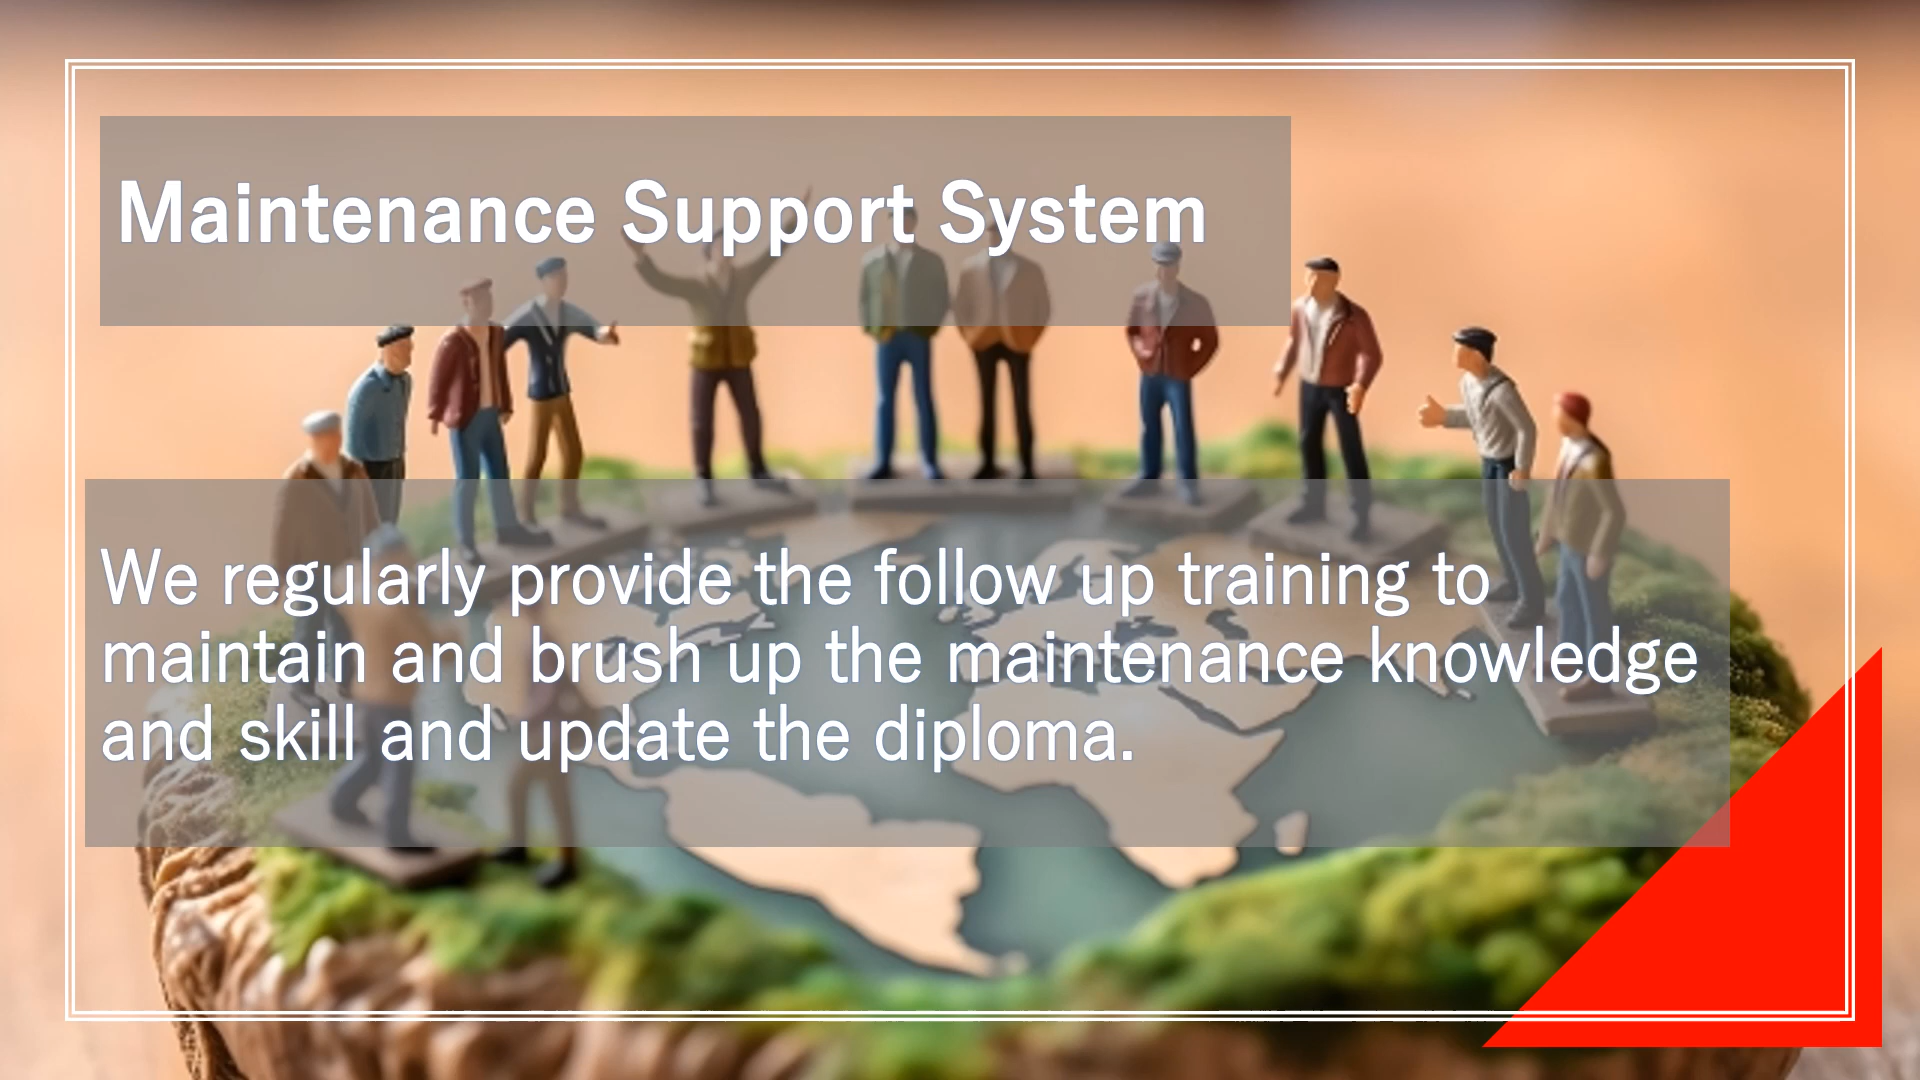 Maintenance Support System
We regularly provide the follow up training to
maintain and brush up the maintenance knowledge
and skill and update the diploma.